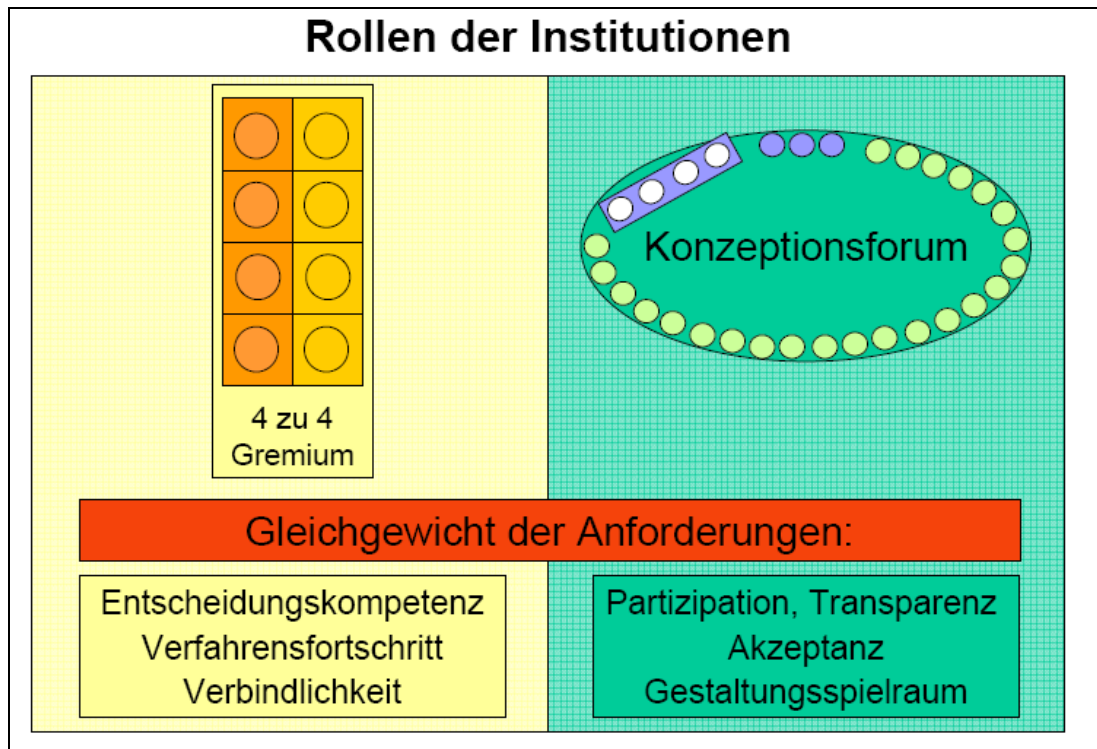 Rollen der Institutionen
4 zu 4
Gremium
Konzeptionsforum
Gleichgewicht der Anforderungen:
Entscheidungskompetenz
Verfahrensfortschritt
Verbindlichkeit
Partizipation, Transparenz
Akzeptanz
Gestaltungsspielraum